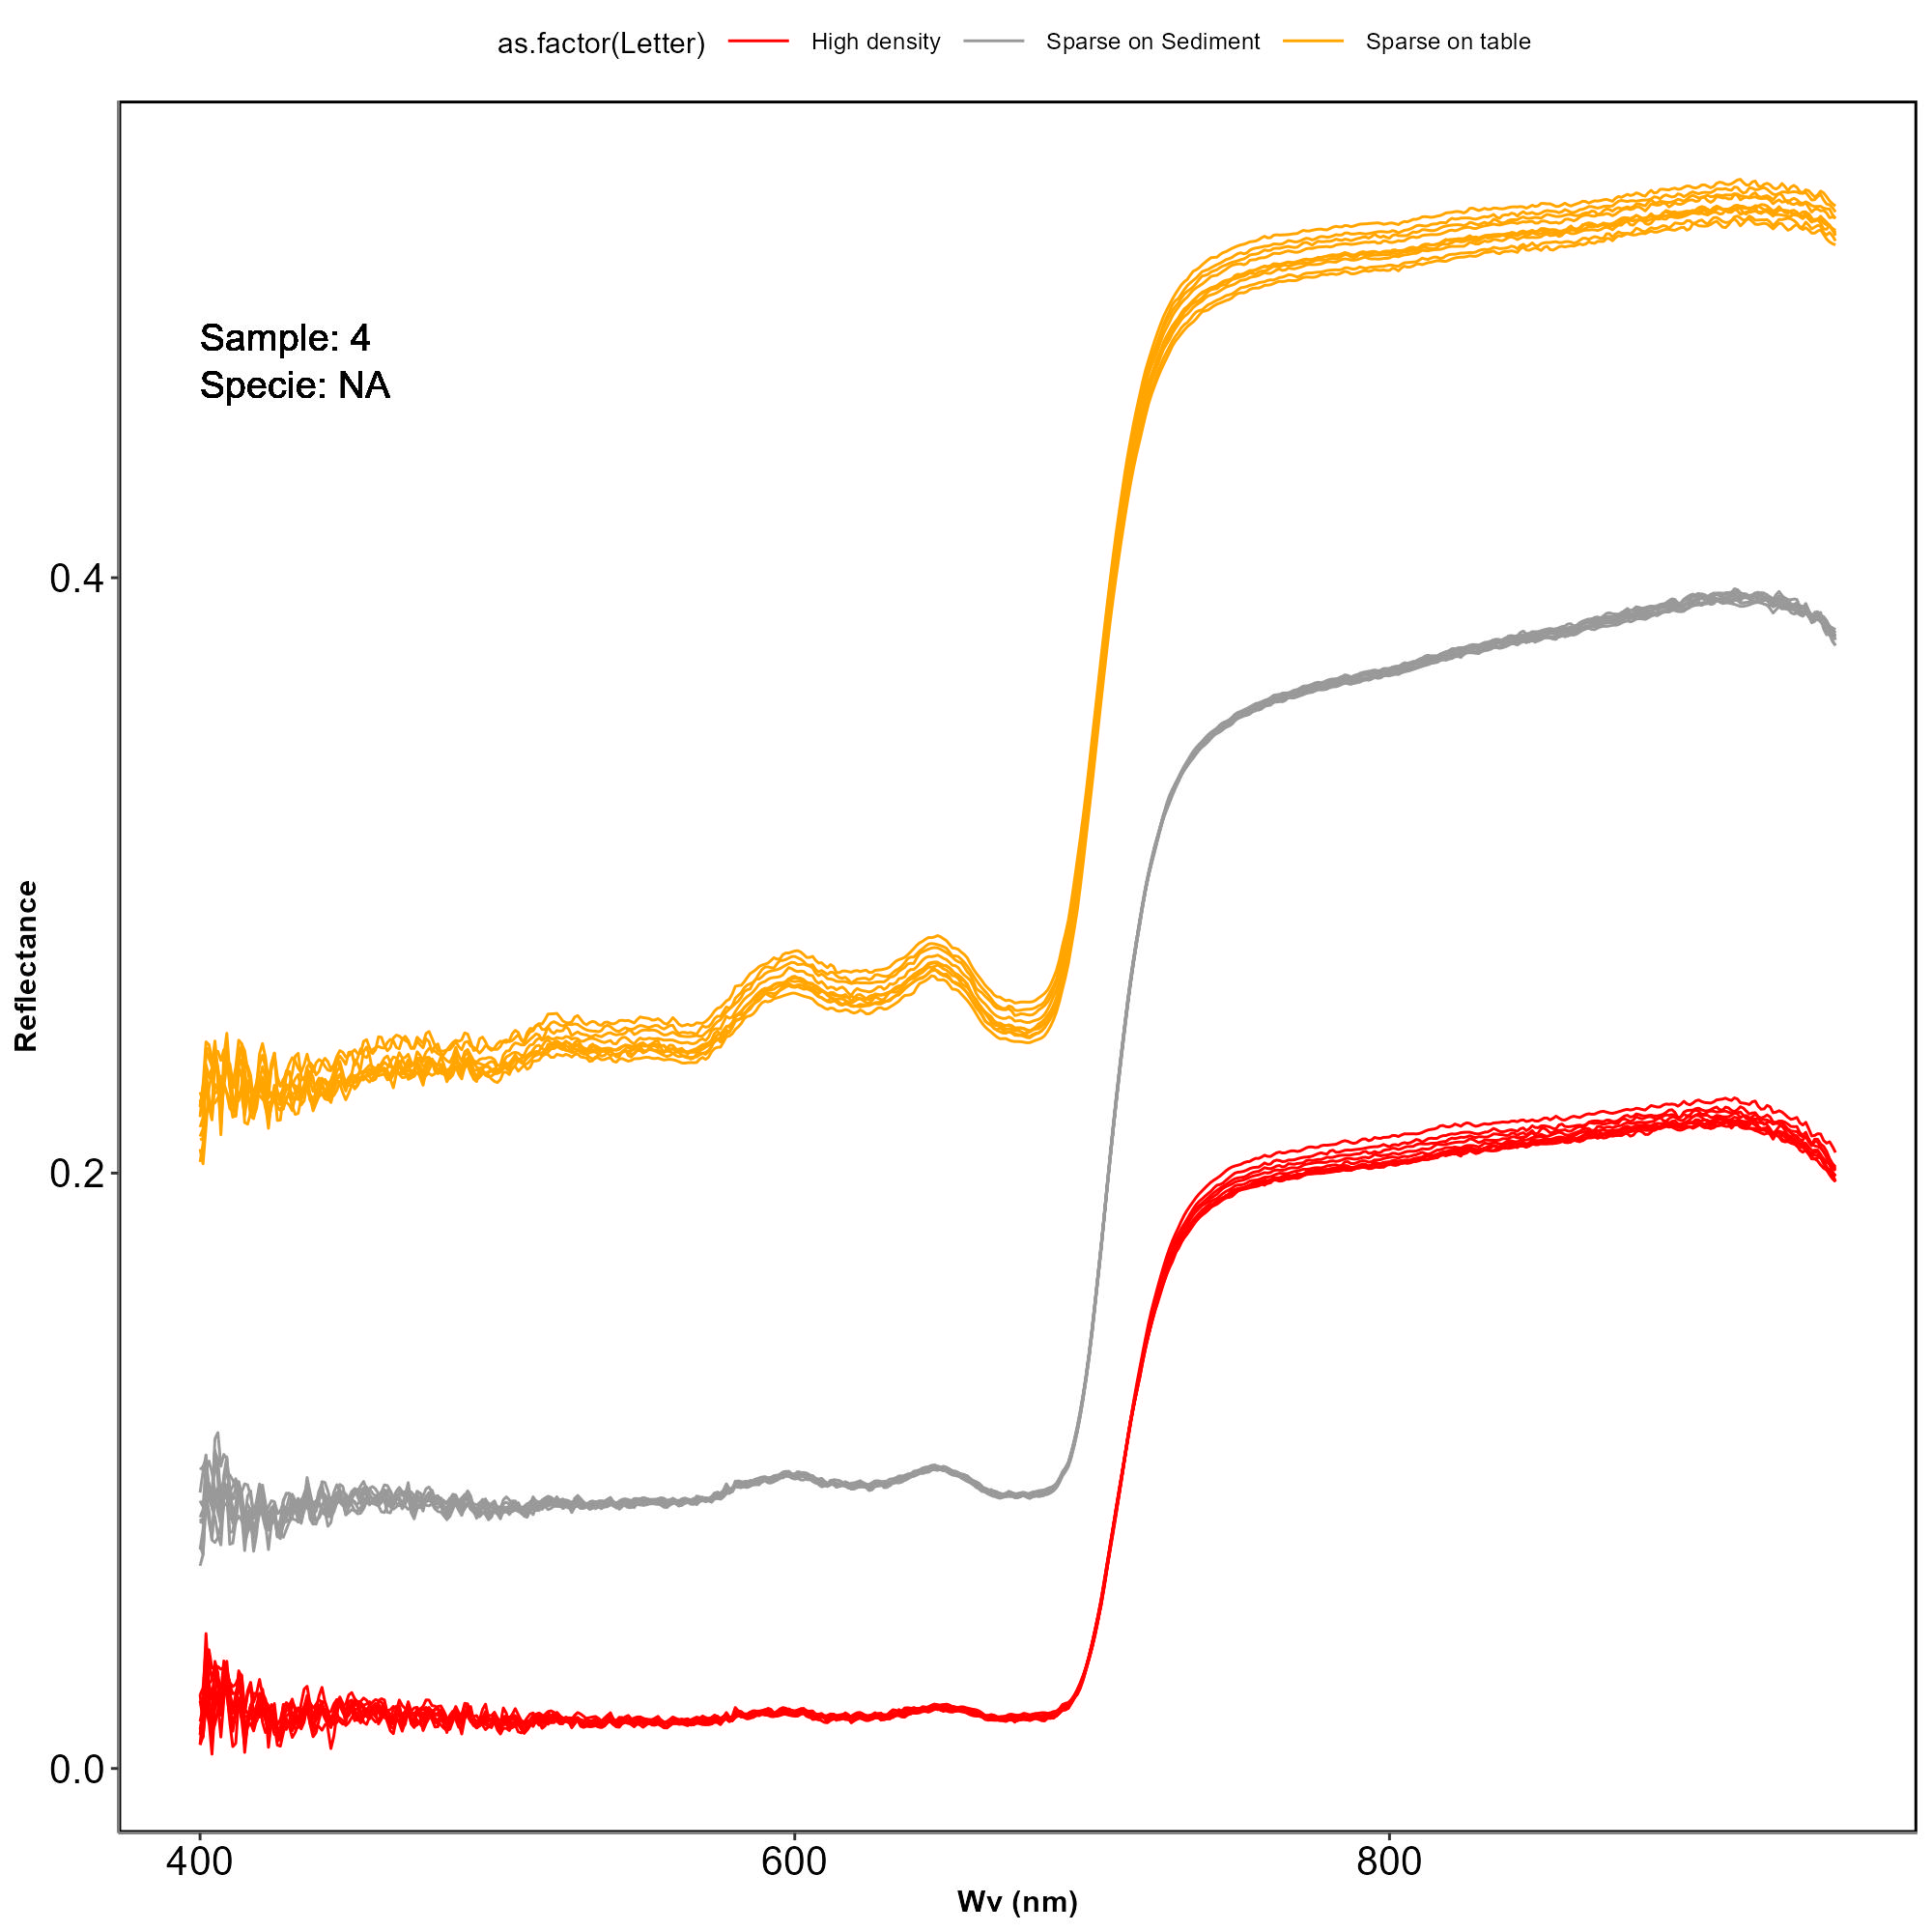 as.factor(Letter) High density Sparse on Sediment Sparse on table
Sample: 4
Specie: NA
0.4
0.2
0.0
Reflectance
400 600 800
Wv (nm)